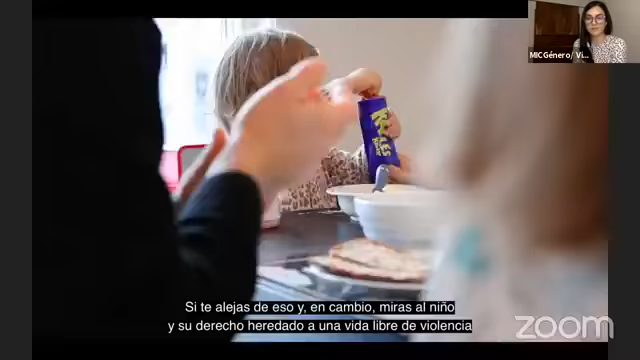 MICGénero/ Vi...
Si te alejas de eso y, en cambio, miras al niño
y su derecho heredado a una vida libre de violencia
zoom